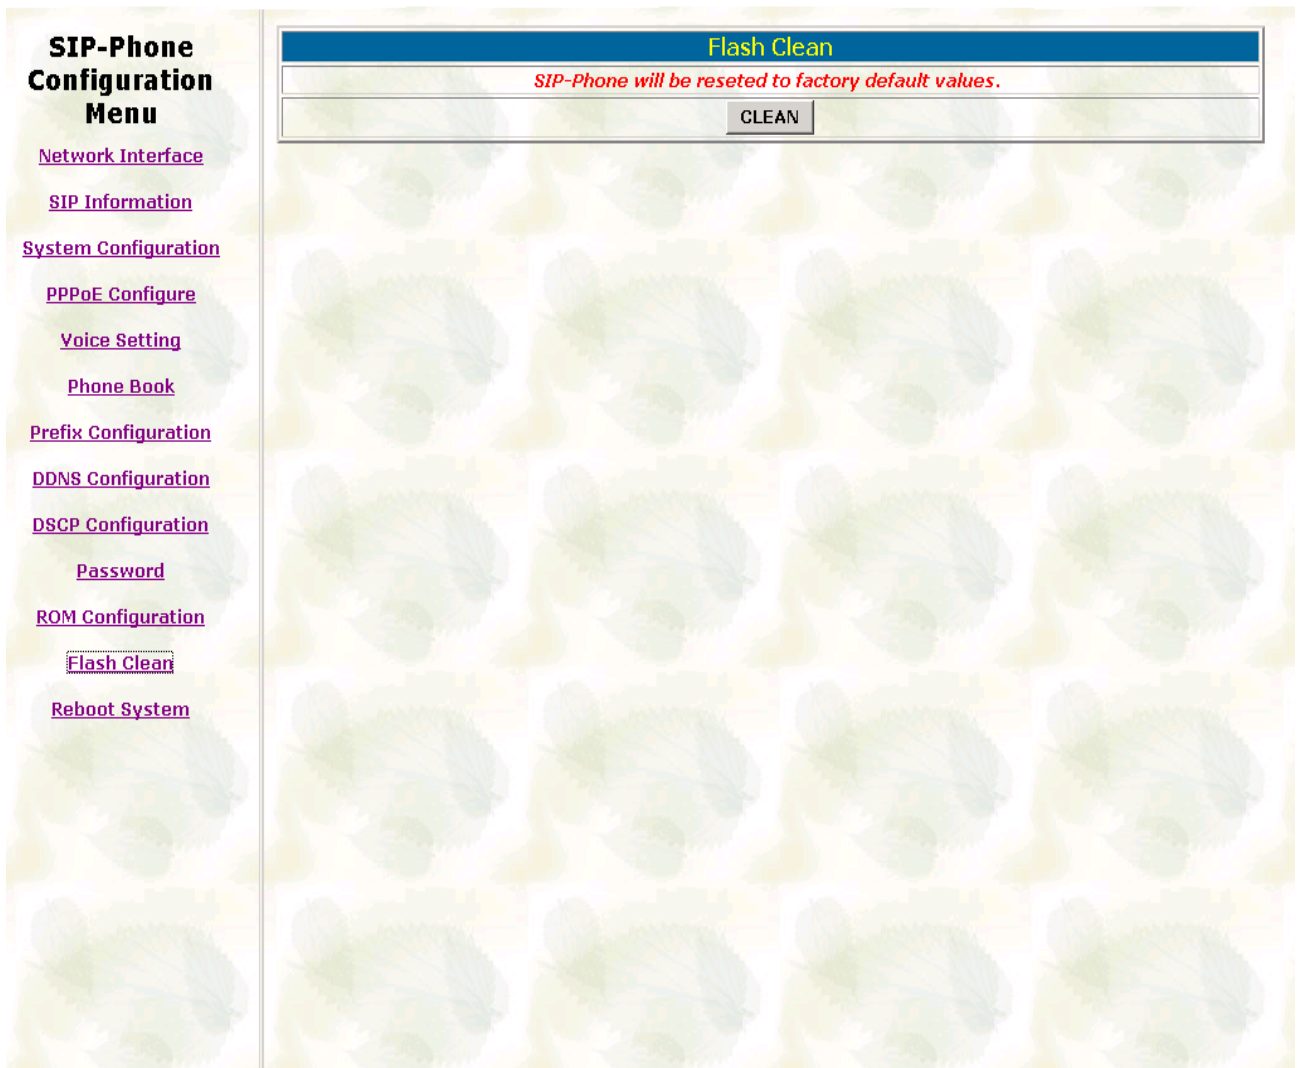 SIP-Phone
Configuration
Menu
Network Interface
SIP Information
System Configuration
PPPoE Configure
Voice Setting
Phone Book
Prefix Configuration
DDNS Configuration
DSCP Configuration
Password
ROM Configuration
Flash Clean
Reboot System
Flash Clean
SIP-Phone will be reseted to factory default values.
CLEAN